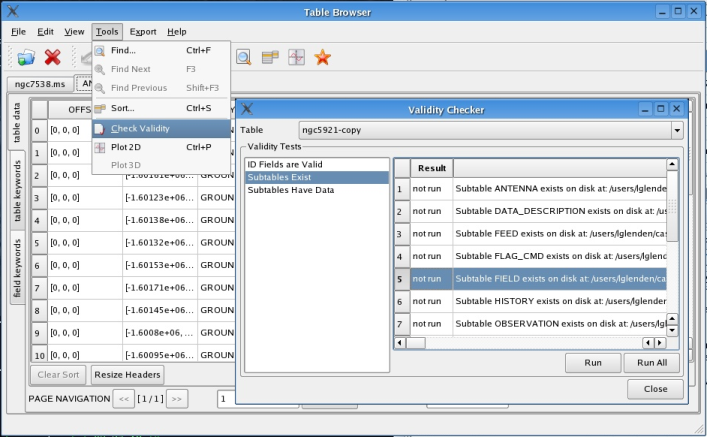 Table Browser
File Edit View Tools Export Help
Find... Ctrl+F
Find Next F3
Find Previous Shift+F3
Sort... Ctrl+S
Check Validity
Plot 2D Ctrl+P
Plot 3D
ngc7538.ms AN
table data
table keywords
field keywords
OFFS
0 [0, 0, 0]
1 [0, 0, 0]
2 [0, 0, 0] [-1.60161e+06... GROUN
3 [0, 0, 0] [-1.60123e+06... GROUN
4 [0, 0, 0] [-1.60138e+06... GROUN
5 [0, 0, 0] [-1.60132e+06... GROUN
6 [0, 0, 0] [-1.60153e+06... GROUN
7 [0, 0, 0] [-1.60171e+06... GROUN
8 [0, 0, 0] [-1.60145e+06... GROUN
9 [0, 0, 0] [-1.6008e+06, ... GROUN
10 [0, 0, 0] [-1.60095e+06... GROUN
Clear Sort Resize Headers
PAGE NAVIGATION << [ 1 / 1 ] >> 1
Validity Checker
Table ngc5921-copy
Validity Tests
ID Fields are Valid
Subtables Exist
Subtables Have Data
Result
1 not run Subtable ANTENNA exists on disk at: /users/lglenden
2 not run Subtable DATA_DESCRIPTION exists on disk at: /us
3 not run Subtable FEED exists on disk at: /users/lglenden/cas
4 not run Subtable FLAG_CMD exists on disk at: /users/lglend
5 not run Subtable FIELD exists on disk at: /users/lglenden/ca
6 not run Subtable HISTORY exists on disk at: /users/lglenden
7 not run Subtable OBSERVATION exists on disk at: /users/lgl
Run Run All
Close